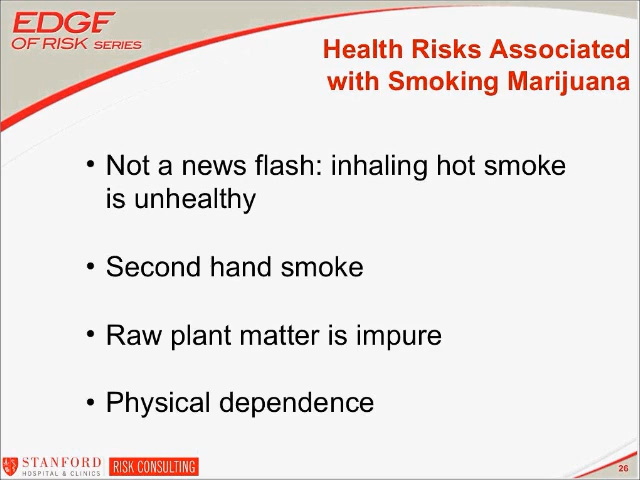 EDGE
OF RISK SERIES
Health Risks Associated
with Smoking Marijuana
• Not a news flash: inhaling hot smoke
is unhealthy
• Second hand smoke
• Raw plant matter is impure
• Physical dependence
STANFORD
HOSPITAL & CLINICS
RISK CONSULTING
26